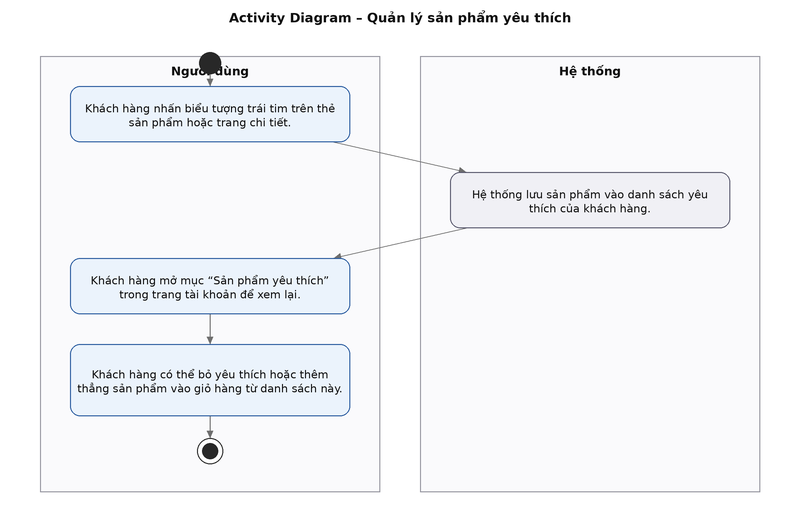 Activity Diagram – Quản lý sản phẩm yêu thích
Người dùng
Hệ thống
Khách hàng nhấn biểu tượng trái tim trên thẻ
sản phẩm hoặc trang chi tiết.
Hệ thống lưu sản phẩm vào danh sách yêu
thích của khách hàng.
Khách hàng mở mục “Sản phẩm yêu thích”
trong trang tài khoản để xem lại.
Khách hàng có thể bỏ yêu thích hoặc thêm
thẳng sản phẩm vào giỏ hàng từ danh sách này.